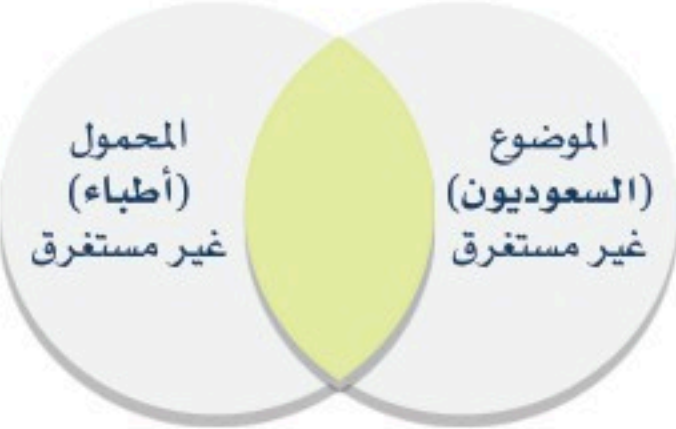 الموضوع
(السعوديون)
غير مستغرق
المحمول
(أطباء)
غير مستغرق